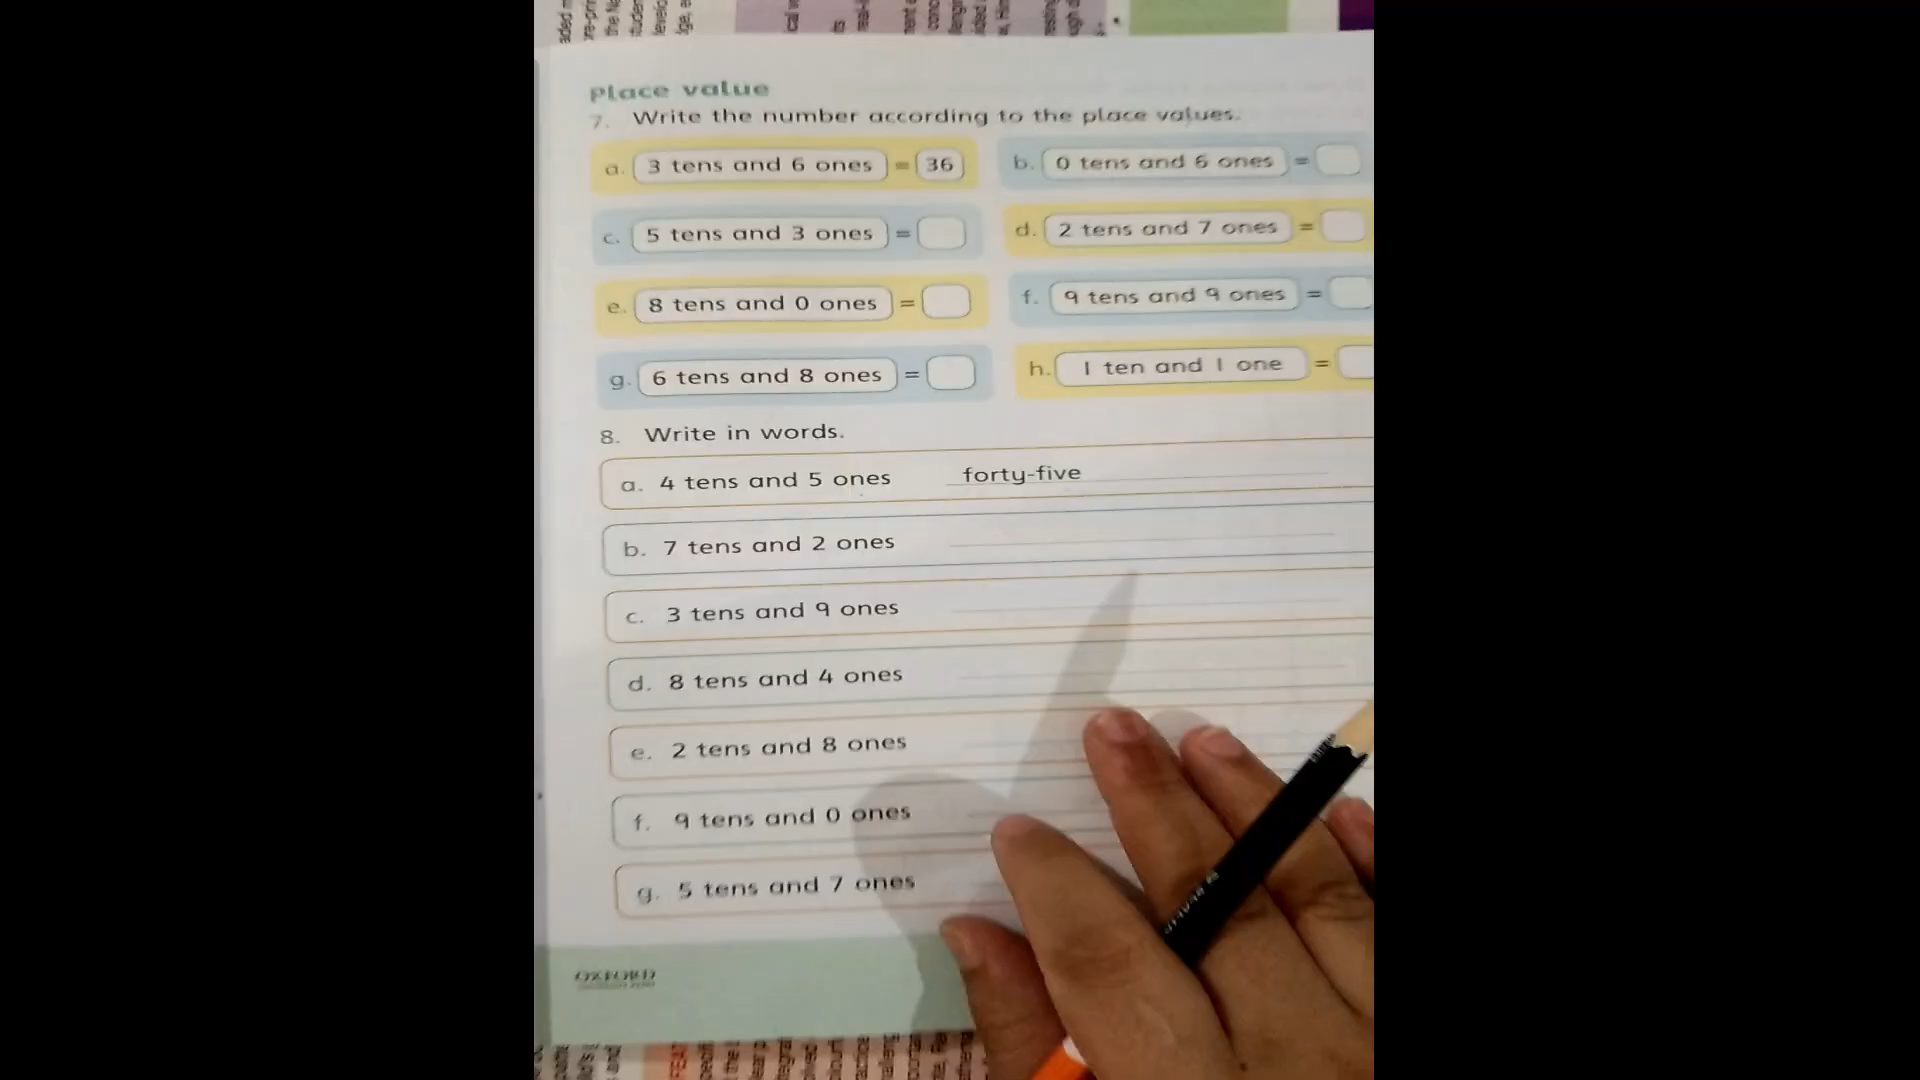 Place value
7. Write the number according to the place values.
a. 3 tens and 6 ones = 36
b. 0 tens and 6 ones =
c. 5 tens and 3 ones =
d. 2 tens and 7 ones =
e. 8 tens and 0 ones =
f. 9 tens and 9 ones =
g. 6 tens and 8 ones =
h. 1 ten and 1 one =
8. Write in words.
a. 4 tens and 5 ones forty-five
b. 7 tens and 2 ones
c. 3 tens and 9 ones
d. 8 tens and 4 ones
e. 2 tens and 8 ones
f. 9 tens and 0 ones
g. 5 tens and 7 ones
OXFORD